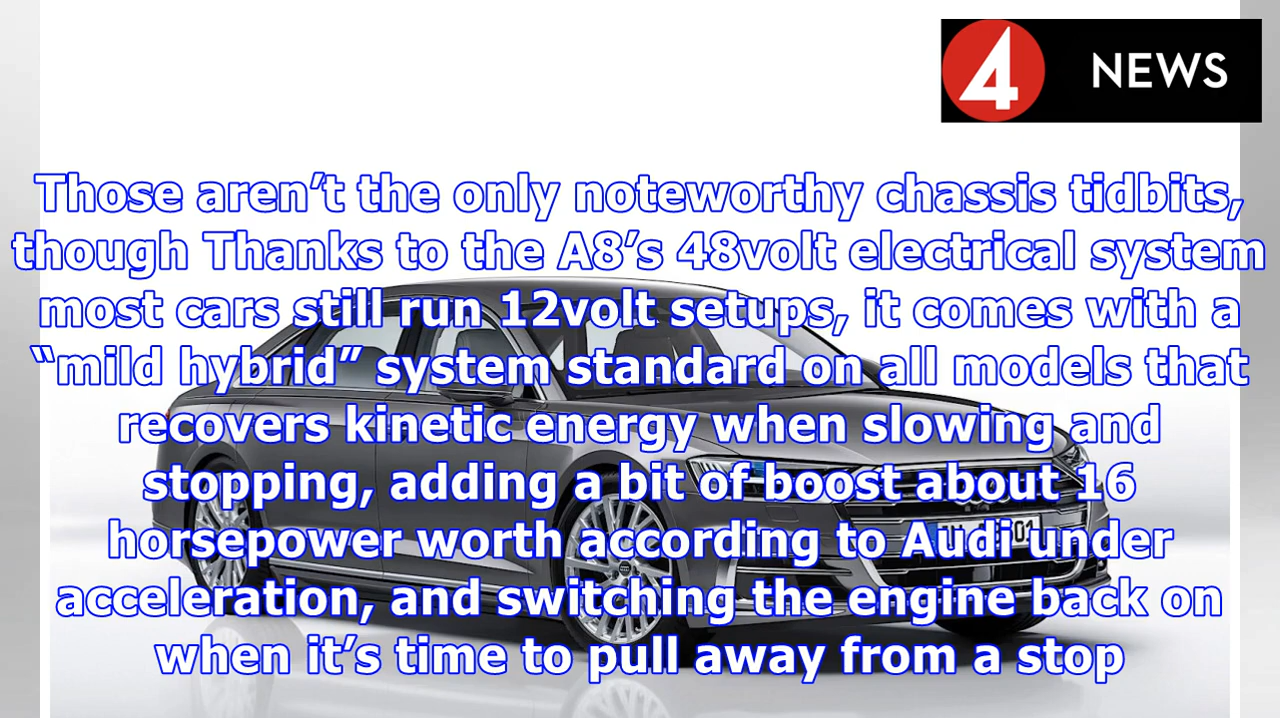 4 NEWS
Those aren’t the only noteworthy chassis tidbits,
though Thanks to the A8’s 48volt electrical system
most cars still run 12volt setups, it comes with a
“mild hybrid” system standard on all models that
recovers kinetic energy when slowing and
stopping, adding a bit of boost about 16
horsepower worth according to Audi under
acceleration, and switching the engine back on
when it’s time to pull away from a stop